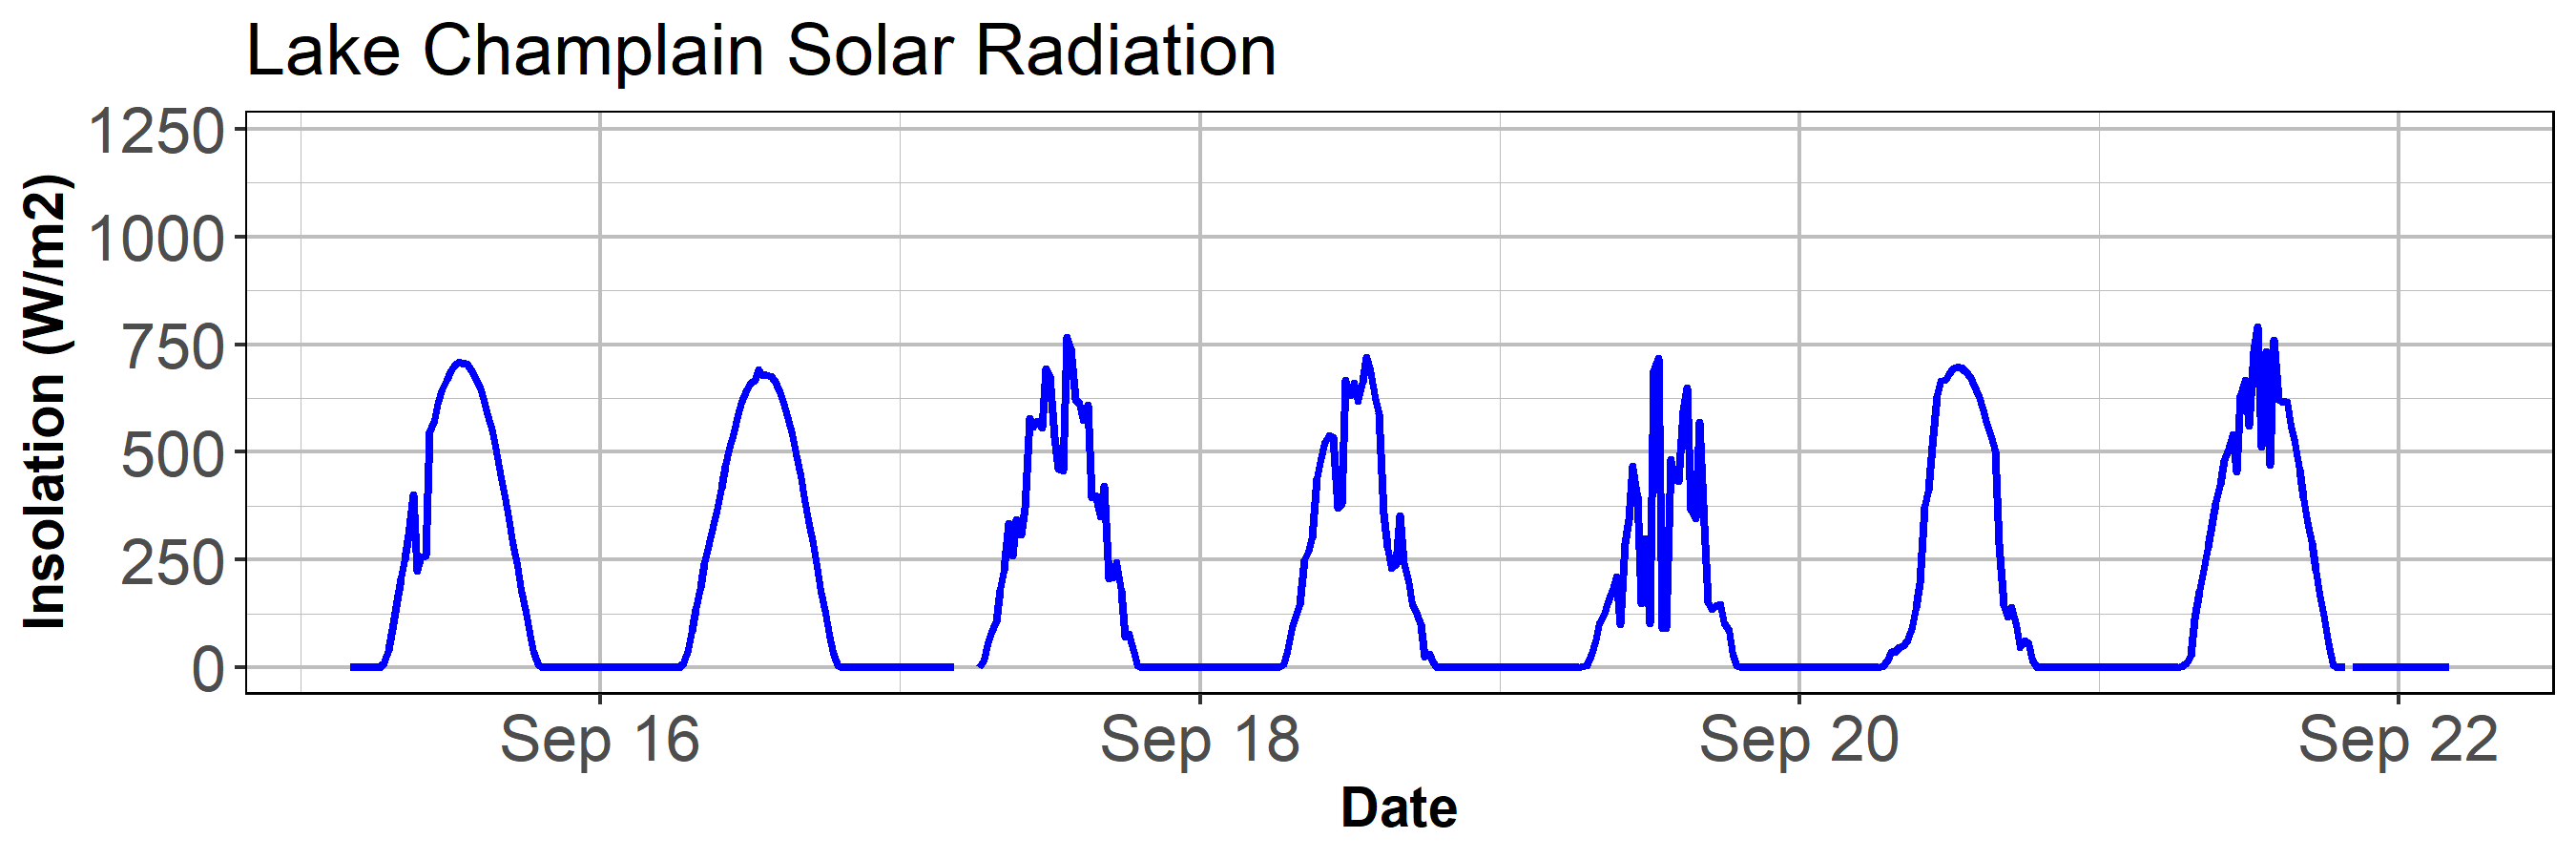 Lake Champlain Solar Radiation
Insolation (W/m2)
1250
1000
750
500
250
0
Sep 16
Sep 18
Sep 20
Sep 22
Date